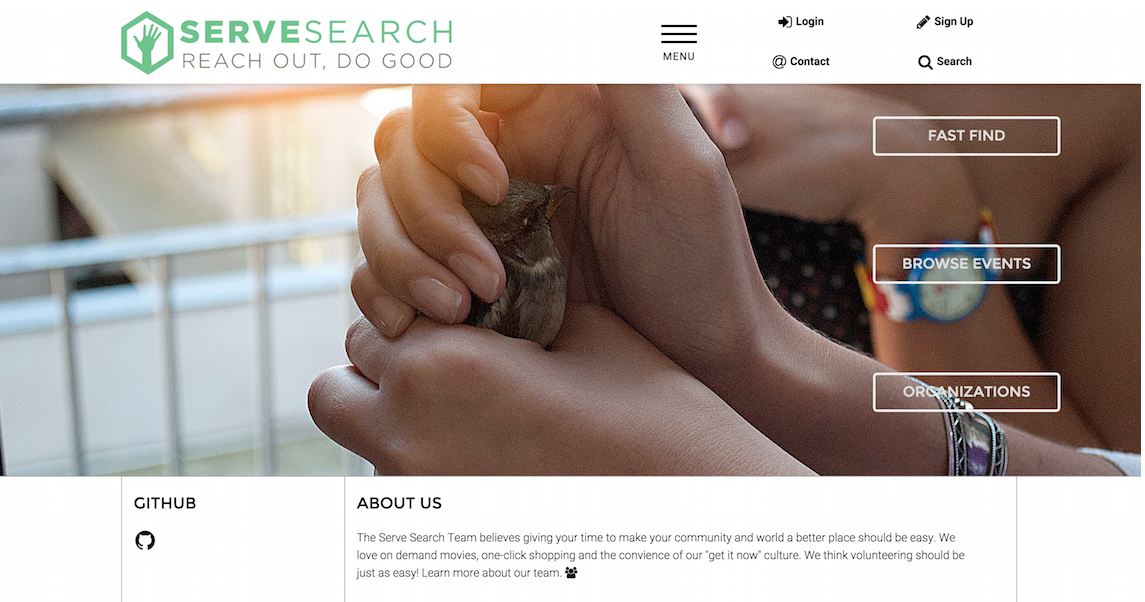 SERVESEARCH
REACH OUT, DO GOOD
MENU
Login
Sign Up
Contact
Search
FAST FIND
BROWSE EVENTS
ORGANIZATIONS
GITHUB
ABOUT US
The Serve Search Team believes giving your time to make your community and world a better place should be easy. We
love on demand movies, one-click shopping and the convience of our "get it now" culture. We think volunteering should be
just as easy! Learn more about our team.